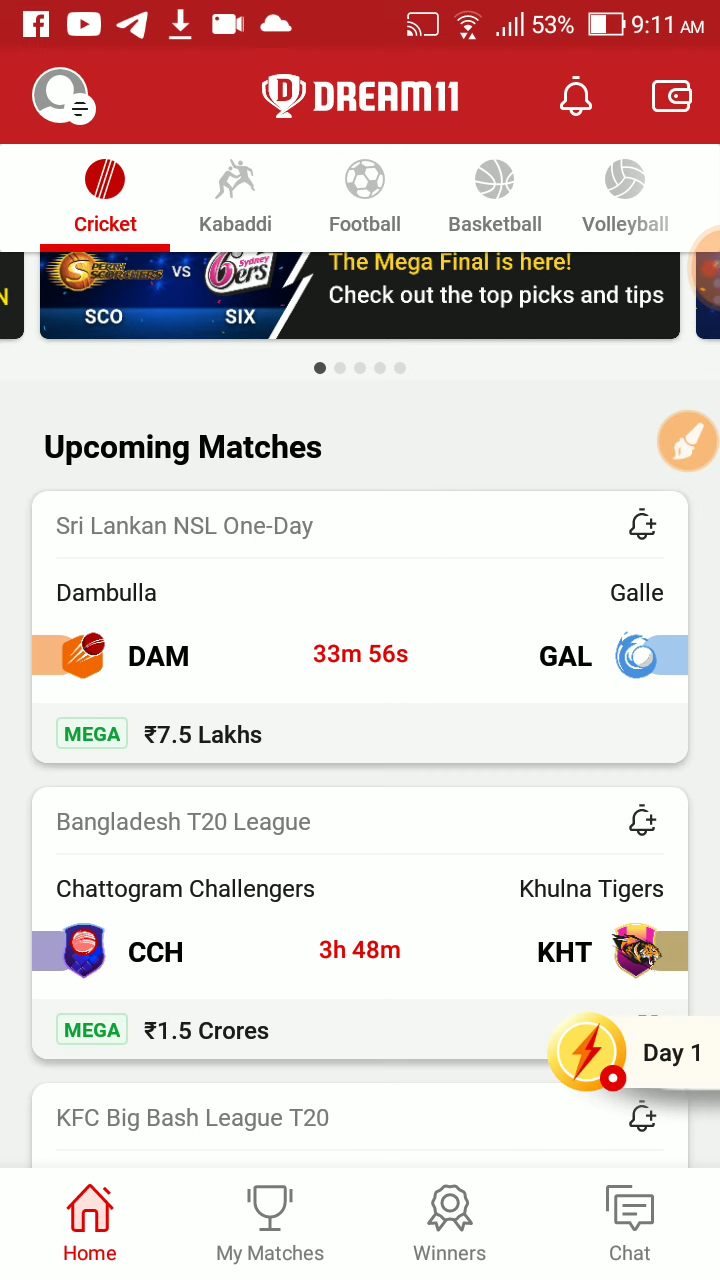 53% 9:11 AM
DREAM11
Cricket Kabaddi Football Basketball Volleyball
SCORCHERS VS Sydney 6ers The Mega Final is here!
N SCO SIX Check out the top picks and tips
Upcoming Matches
Sri Lankan NSL One-Day
Dambulla Galle
DAM 33m 56s GAL
MEGA ₹7.5 Lakhs
Bangladesh T20 League
Chattogram Challengers Khulna Tigers
CCH 3h 48m KHT
MEGA ₹1.5 Crores
Day 1
KFC Big Bash League T20
Home My Matches Winners Chat